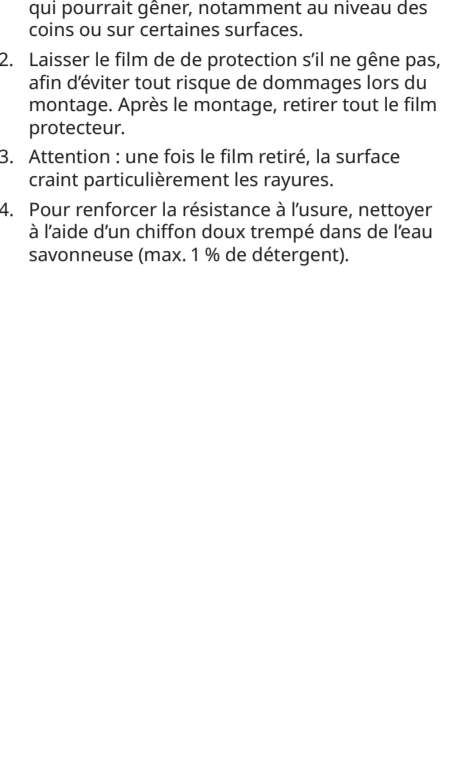 qui pourrait gêner, notamment au niveau des
coins ou sur certaines surfaces.
2. Laisser le film de de protection s’il ne gêne pas,
afin d’éviter tout risque de dommages lors du
montage. Après le montage, retirer tout le film
protecteur.
3. Attention : une fois le film retiré, la surface
craint particulièrement les rayures.
4. Pour renforcer la résistance à l’usure, nettoyer
à l’aide d’un chiffon doux trempé dans de l’eau
savonneuse (max. 1 % de détergent).